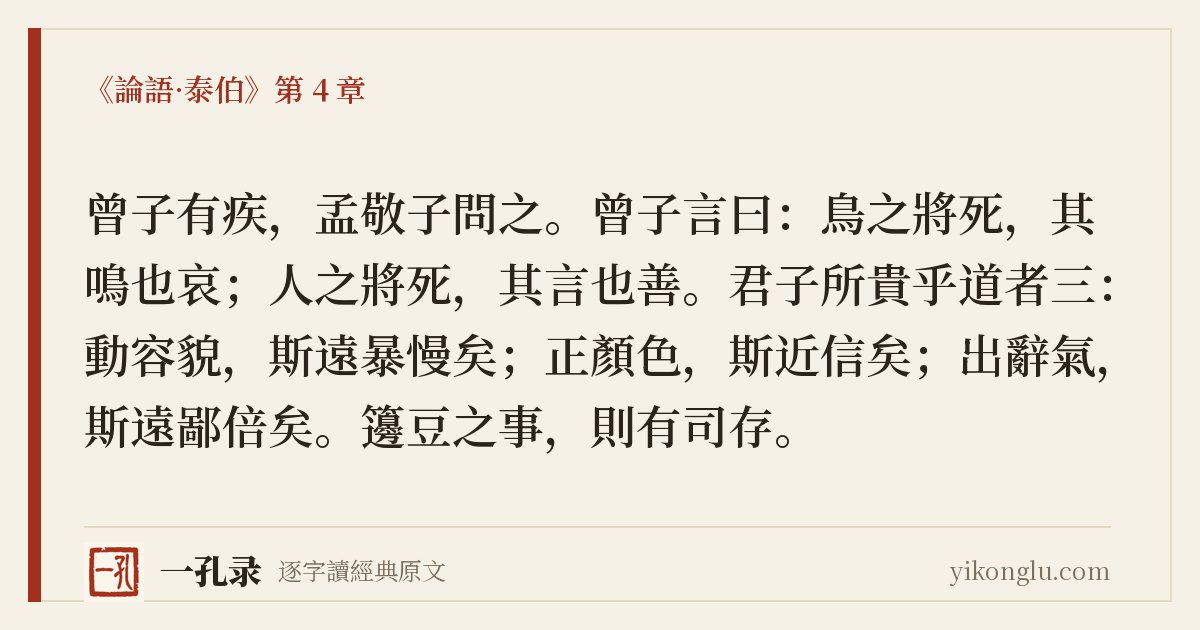 《論語·泰伯》第 4 章
曾子有疾，孟敬子問之。曾子言曰：鳥之將死，其
鳴也哀；人之將死，其言也善。君子所貴乎道者三：
動容貌，斯遠暴慢矣；正顏色，斯近信矣；出辭氣，
斯遠鄙倍矣。籩豆之事，則有司存。
一孔
一孔录 逐字讀經典原文 yikonglu.com